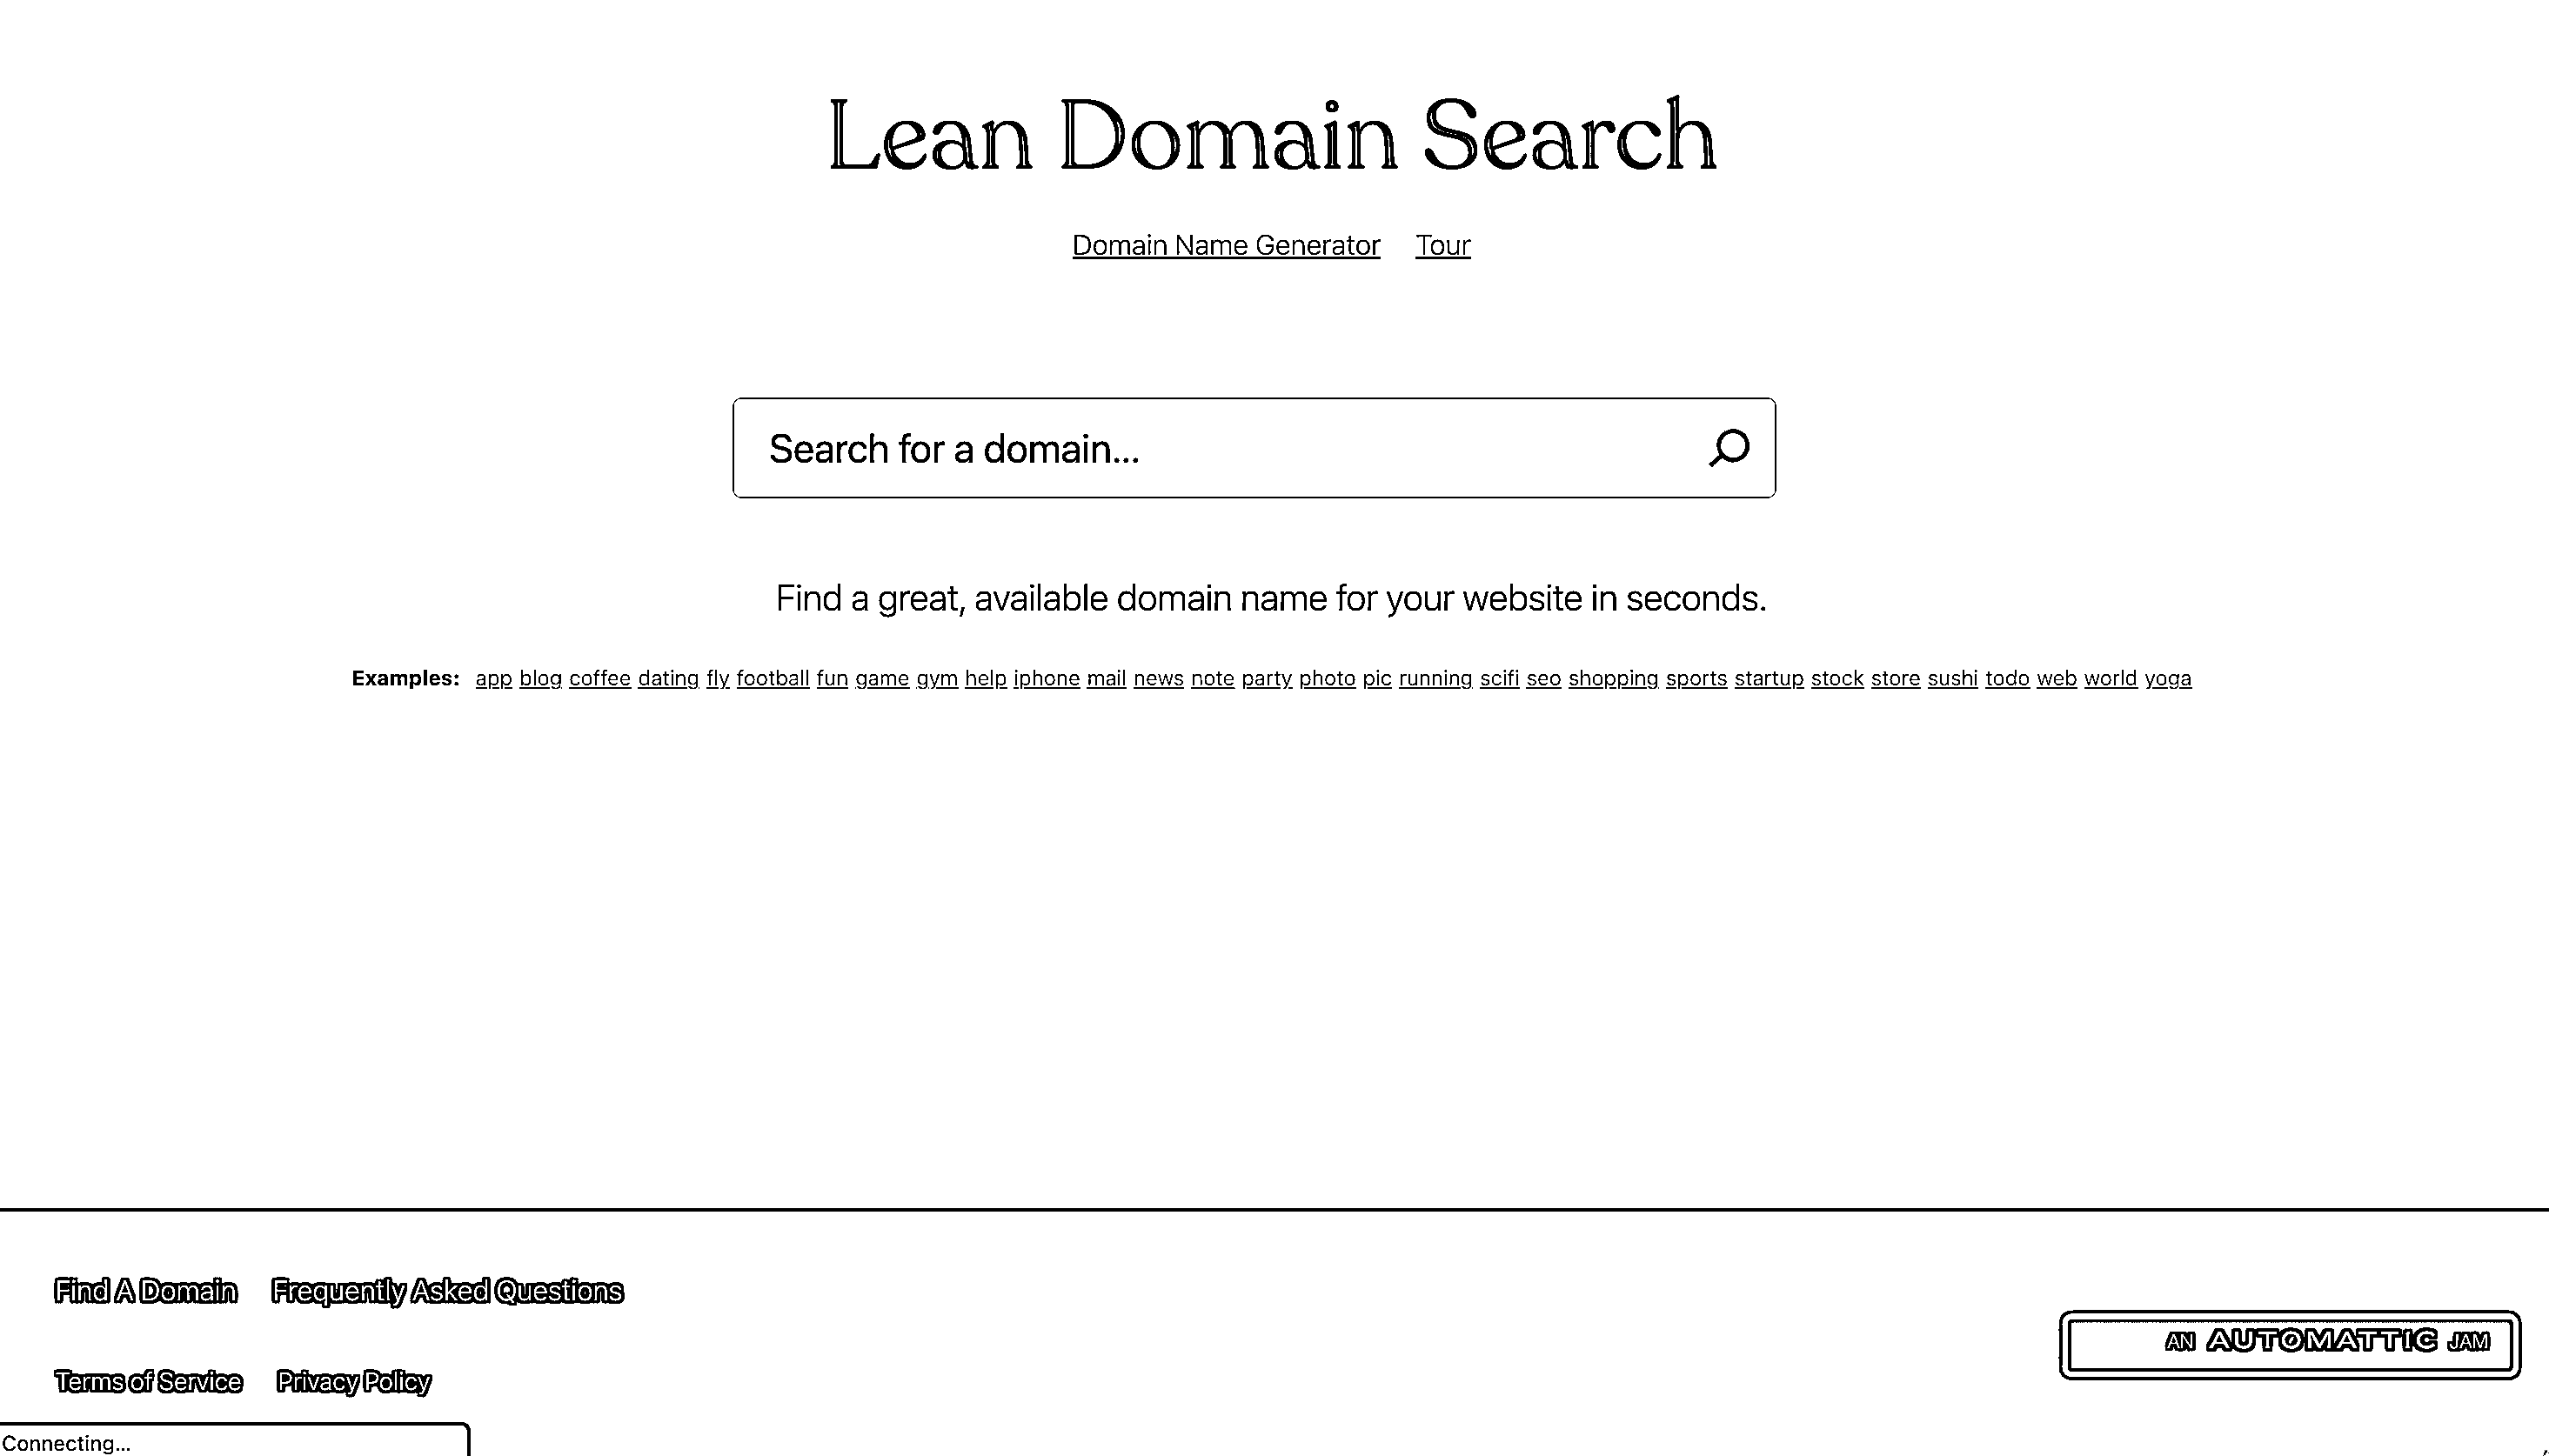 Lean Domain Search
Domain Name Generator Tour
Search for a domain...
Find a great, available domain name for your website in seconds.
Examples: app blog coffee dating fly football fun game gym help iphone mail news note party photo pic running scifi seo shopping sports startup stock store sushi todo web world yoga
Find A Domain Frequently Asked Questions
AN AUTOMATTIC JAM
Terms of Service Privacy Policy
Connecting...